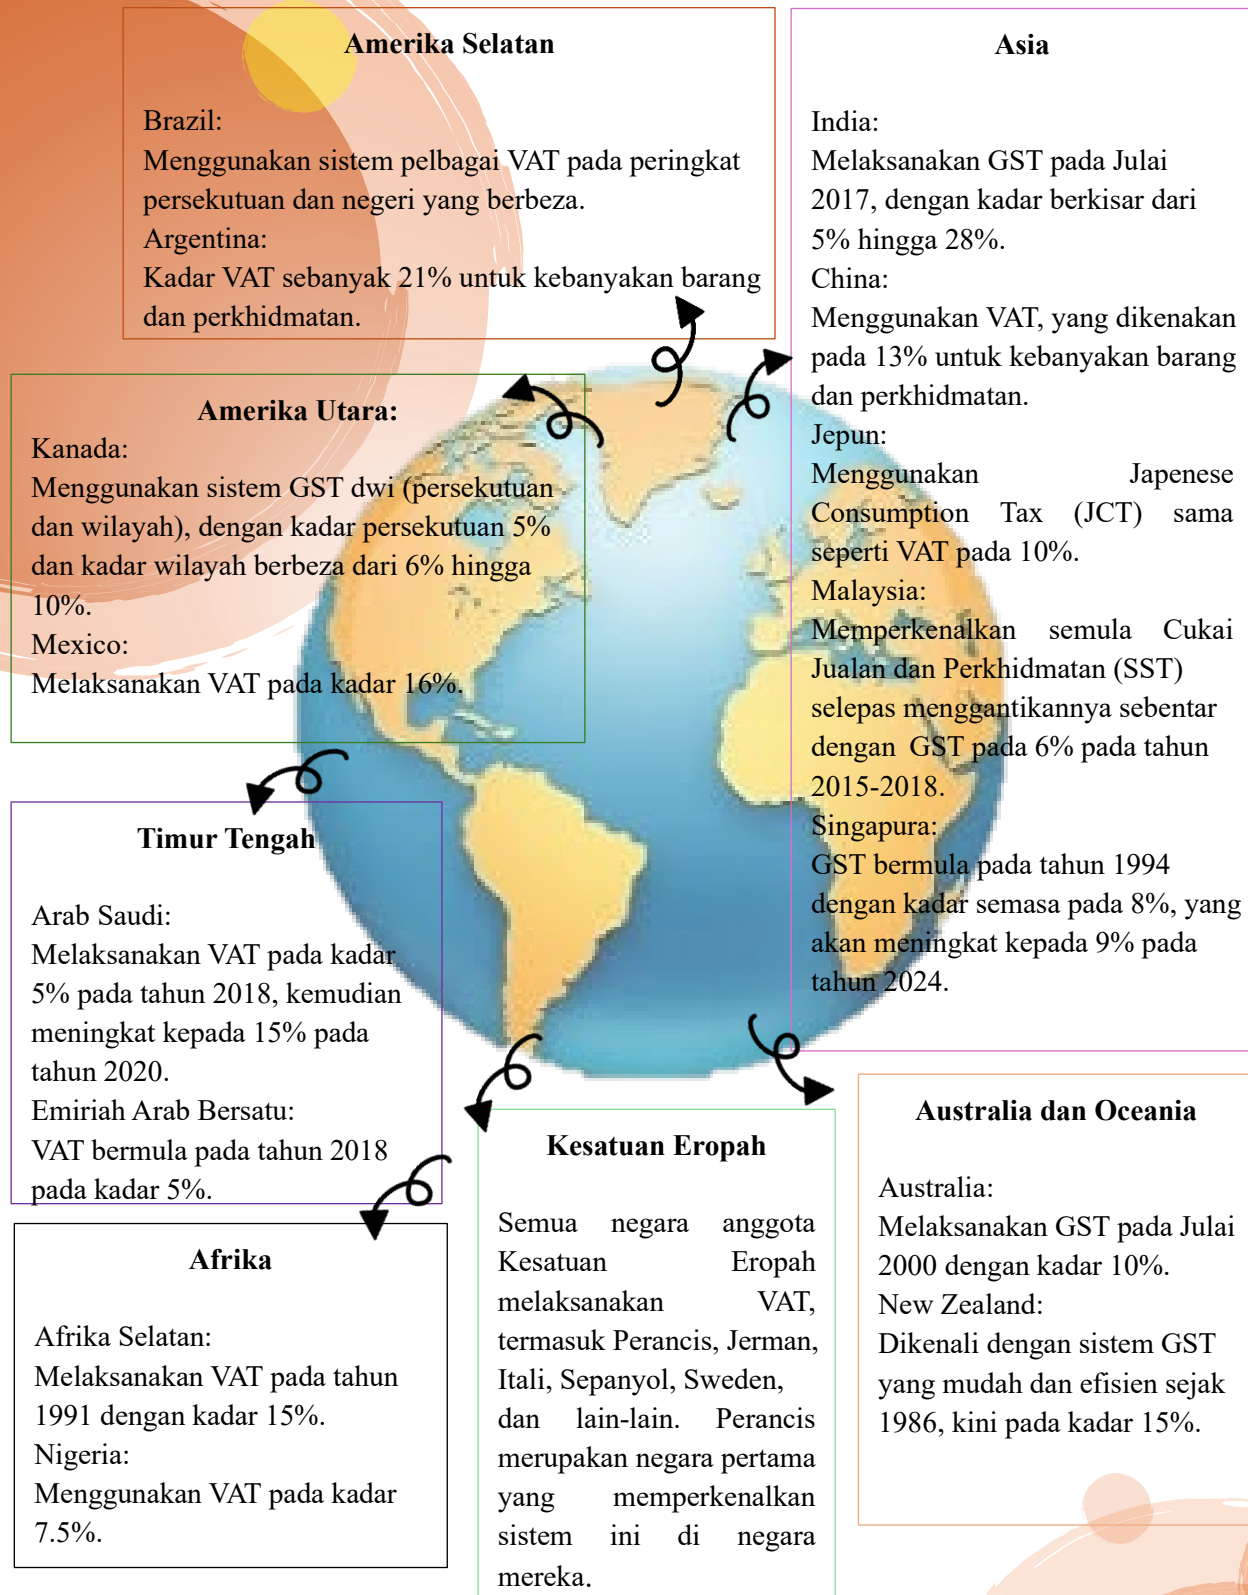 Amerika Selatan
Brazil:
Menggunakan sistem pelbagai VAT pada peringkat
persekutuan dan negeri yang berbeza.
Argentina:
Kadar VAT sebanyak 21% untuk kebanyakan barang
dan perkhidmatan.
Asia
India:
Melaksanakan GST pada Julai
2017, dengan kadar berkisar dari
5% hingga 28%.
China:
Menggunakan VAT, yang dikenakan
pada 13% untuk kebanyakan barang
dan perkhidmatan.
Jepun:
Menggunakan Japenese
Consumption Tax (JCT) sama
seperti VAT pada 10%.
Malaysia:
Memperkenalkan semula Cukai
Jualan dan Perkhidmatan (SST)
selepas menggantikannya sebentar
dengan GST pada 6% pada tahun
2015-2018.
Singapura:
GST bermula pada tahun 1994
dengan kadar semasa pada 8%, yang
akan meningkat kepada 9% pada
tahun 2024.
Amerika Utara:
Kanada:
Menggunakan sistem GST dwi (persekutuan
dan wilayah), dengan kadar persekutuan 5%
dan kadar wilayah berbeza dari 6% hingga
10%.
Mexico:
Melaksanakan VAT pada kadar 16%.
Timur Tengah
Arab Saudi:
Melaksanakan VAT pada kadar
5% pada tahun 2018, kemudian
meningkat kepada 15% pada
tahun 2020.
Emiriah Arab Bersatu:
VAT bermula pada tahun 2018
pada kadar 5%.
Afrika
Afrika Selatan:
Melaksanakan VAT pada tahun
1991 dengan kadar 15%.
Nigeria:
Menggunakan VAT pada kadar
7.5%.
Kesatuan Eropah
Semua negara anggota
Kesatuan Eropah
melaksanakan VAT,
termasuk Perancis, Jerman,
Itali, Sepanyol, Sweden,
dan lain-lain. Perancis
merupakan negara pertama
yang memperkenalkan
sistem ini di negara
mereka.
Australia dan Oceania
Australia:
Melaksanakan GST pada Julai
2000 dengan kadar 10%.
New Zealand:
Dikenali dengan sistem GST
yang mudah dan efisien sejak
1986, kini pada kadar 15%.